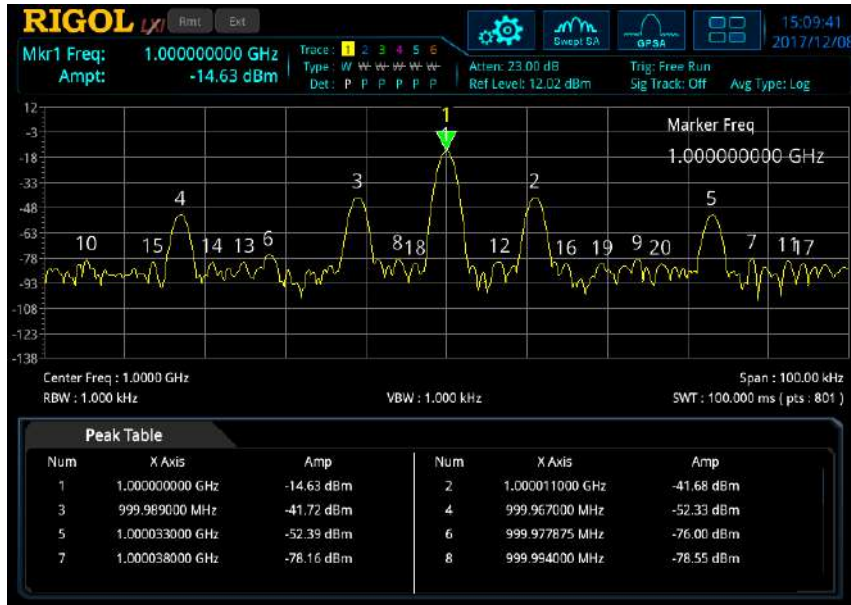 RIGOL LXI Rmt Ext
Swept SA GPSA 15:09:41
2017/12/08
Mkr1 Freq: 1.000000000 GHz
Ampt: -14.63 dBm
Trace: 1 2 3 4 5 6
Type: W W W W W W
Det: P P P P P P
Atten: 23.00 dB Trig: Free Run
Ref Level: 12.02 dBm Sig Track: Off Avg Type: Log
12
-3
-18
-33
-48
-63
-78
-93
-108
-123
-138
Marker Freq
1.000000000 GHz
1
1
3 2
4 5
10 15 14 13 6 8 18 12 16 19 9 20 7 11 17
Center Freq : 1.0000 GHz Span : 100.00 kHz
RBW : 1.000 kHz VBW : 1.000 kHz SWT : 100.000 ms ( pts : 801 )
Peak Table
Num X Axis Amp Num X Axis Amp
1 1.000000000 GHz -14.63 dBm 2 1.000011000 GHz -41.68 dBm
3 999.989000 MHz -41.72 dBm 4 999.967000 MHz -52.33 dBm
5 1.000033000 GHz -52.39 dBm 6 999.977875 MHz -76.00 dBm
7 1.000038000 GHz -78.16 dBm 8 999.994000 MHz -78.55 dBm